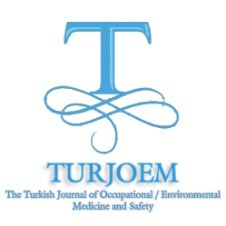 T
TURJOEM
The Turkish Journal of Occupational / Environmental
Medicine and Safety